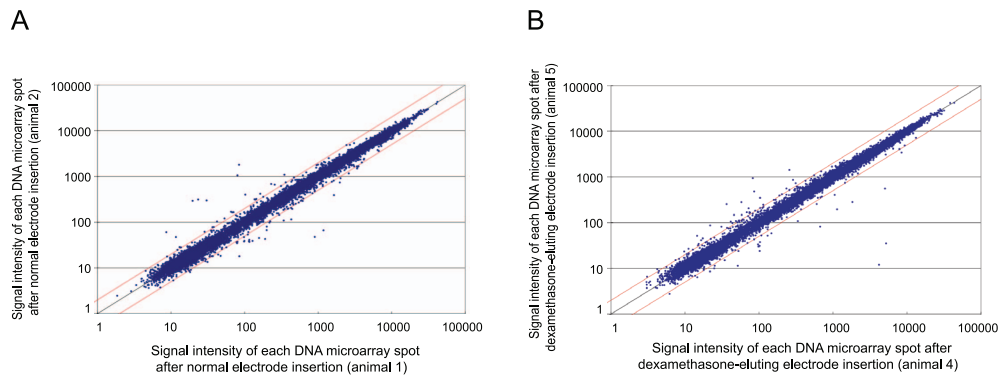 A
Signal intensity of each DNA microarray spot
after normal electrode insertion (animal 2)
100000
10000
1000
100
10
1
1
10
100
1000
10000
100000
Signal intensity of each DNA microarray spot
after normal electrode insertion (animal 1)
B
Signal intensity of each DNA microarray spot after
dexamethasone-eluting electrode insertion (animal 5)
100000
10000
1000
100
10
1
1
10
100
1000
10000
100000
Signal intensity of each DNA microarray spot after
dexamethasone-eluting electrode insertion (animal 4)